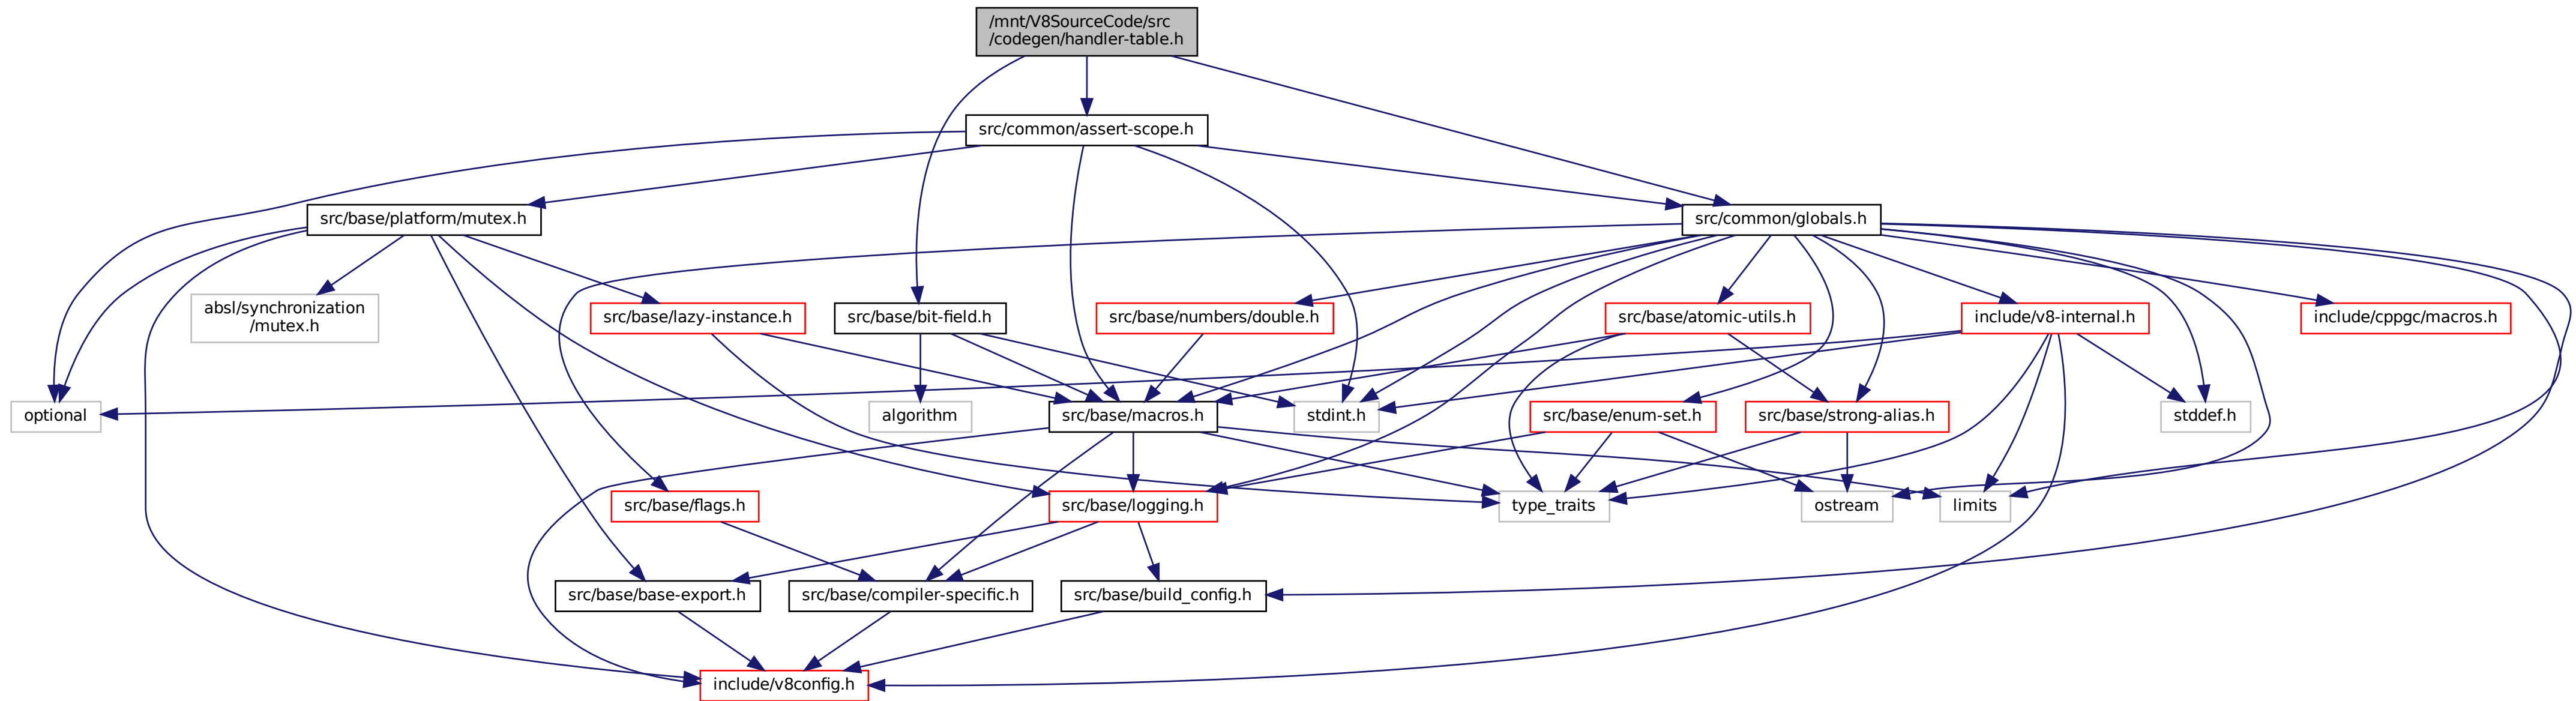 /mnt/V8SourceCode/src
/codegen/handler-table.h
src/common/assert-scope.h
src/base/platform/mutex.h
src/common/globals.h
absl/synchronization
/mutex.h
src/base/lazy-instance.h
src/base/bit-field.h
src/base/numbers/double.h
src/base/atomic-utils.h
include/v8-internal.h
include/cppgc/macros.h
optional
algorithm
src/base/macros.h
stdint.h
src/base/enum-set.h
src/base/strong-alias.h
stddef.h
src/base/flags.h
src/base/logging.h
type_traits
ostream
limits
src/base/base-export.h
src/base/compiler-specific.h
src/base/build_config.h
include/v8config.h